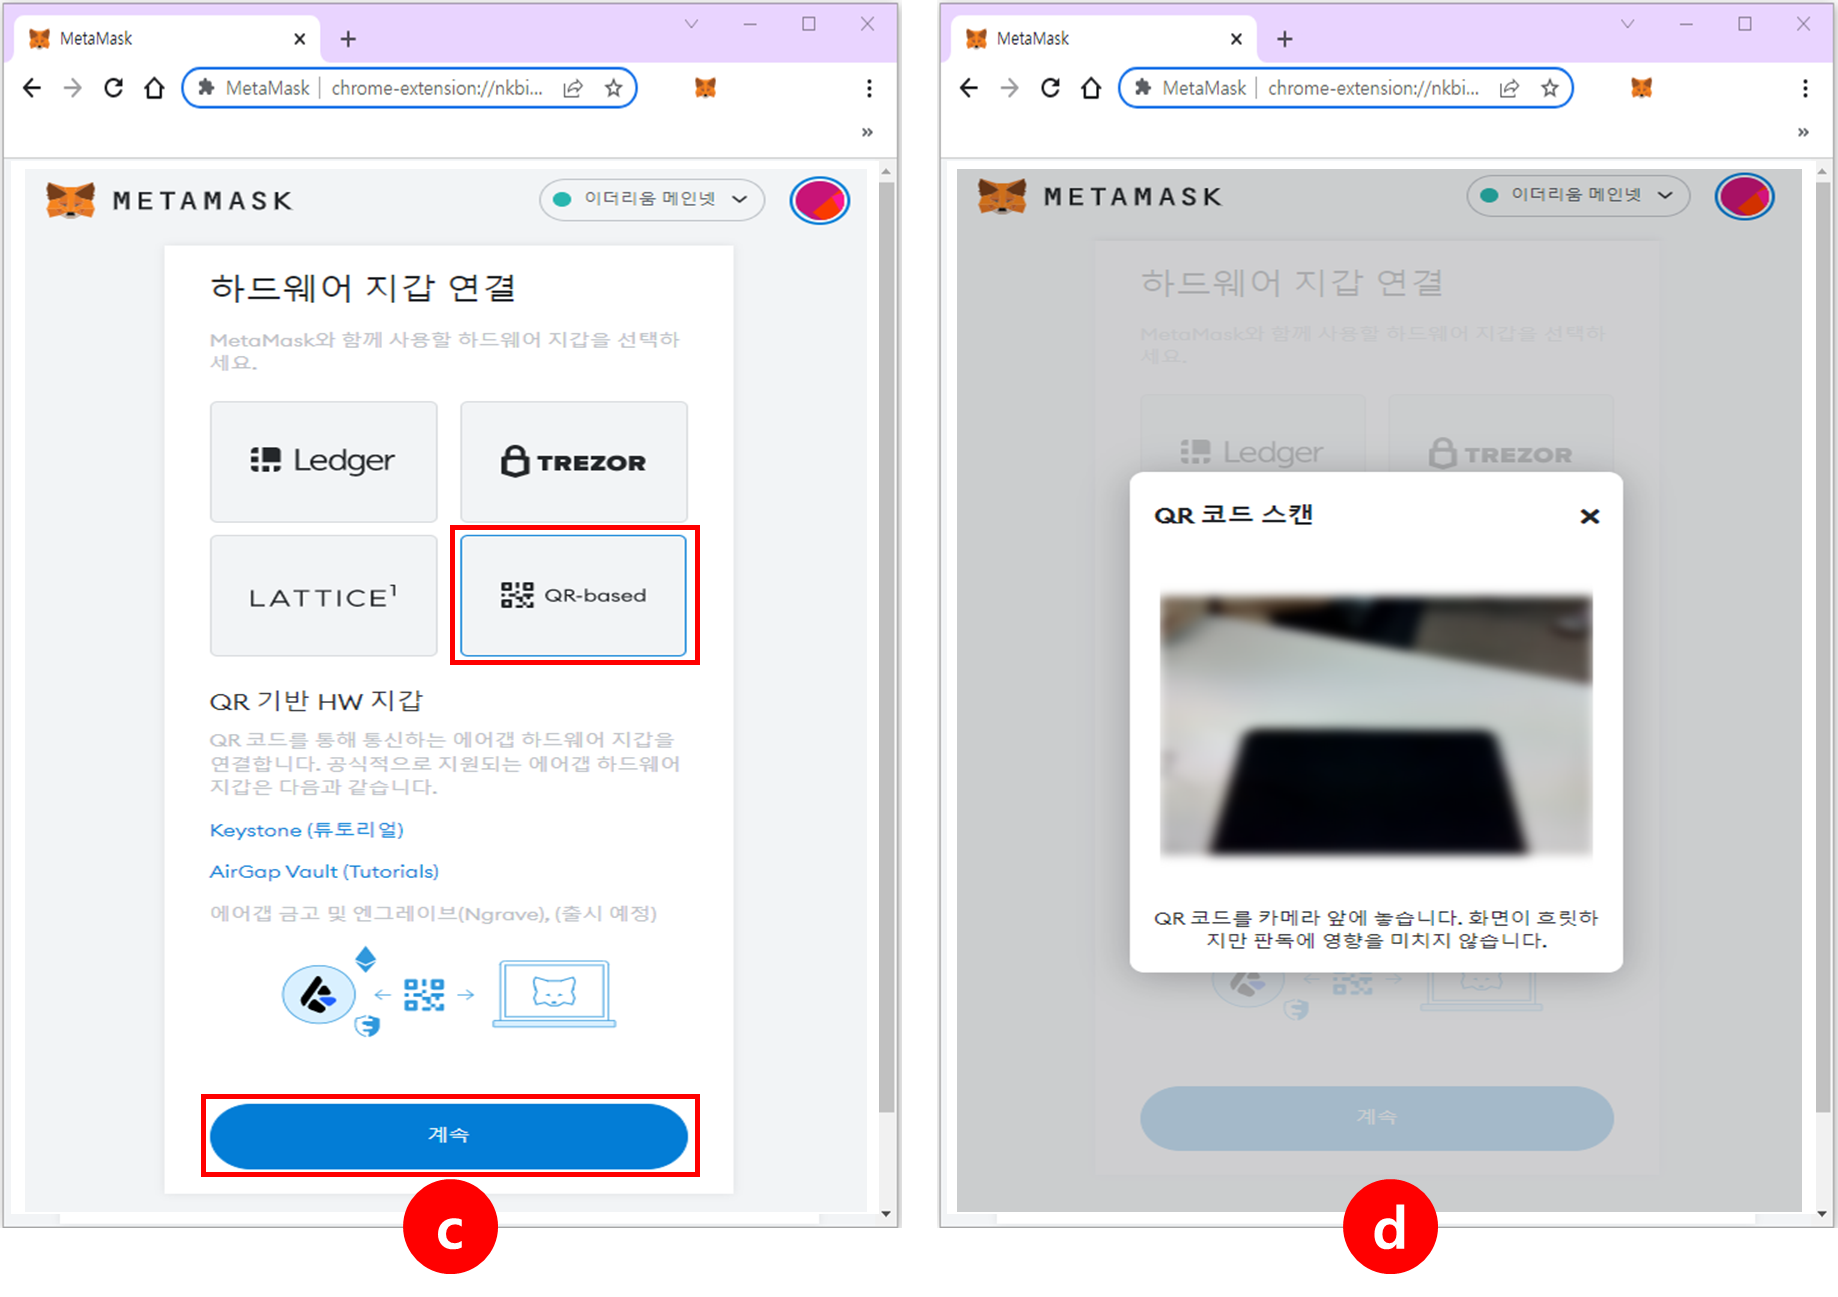 MetaMask
MetaMask | chrome-extension://nkbi...
»
METAMASK
이더리움 메인넷
하드웨어 지갑 연결
MetaMask와 함께 사용할 하드웨어 지갑을 선택하
세요.
Ledger
TREZOR
LATTICE1
QR-based
QR 기반 HW 지갑
QR 코드를 통해 통신하는 에어갭 하드웨어 지갑을
연결합니다. 공식적으로 지원되는 에어갭 하드웨어
지갑은 다음과 같습니다.
Keystone (튜토리얼)
AirGap Vault (Tutorials)
에어갭 금고 및 엔그레이브(Ngrave), (출시 예정)
계속
c
MetaMask
MetaMask | chrome-extension://nkbi...
»
METAMASK
이더리움 메인넷
하드웨어 지갑 연결
MetaMask와 함께 사용할 하드웨어 지갑을 선택하
세요.
Ledger
TREZOR
QR 코드 스캔
QR 코드를 카메라 앞에 놓습니다. 화면이 흐릿하
지만 판독에 영향을 미치지 않습니다.
계속
d